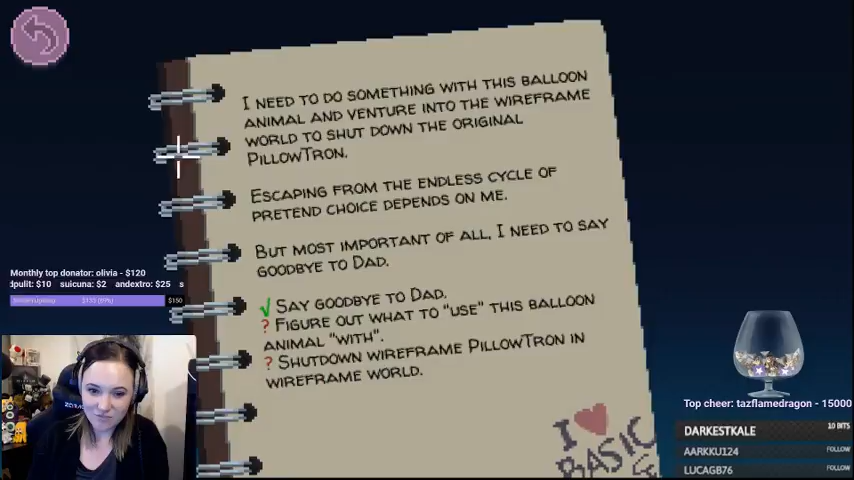 I NEED TO DO SOMETHING WITH THIS BALLOON
ANIMAL AND VENTURE INTO THE WIREFRAME
WORLD TO SHUT DOWN THE ORIGINAL
PILLOWTRON.
ESCAPING FROM THE ENDLESS CYCLE OF
PRETEND CHOICE DEPENDS ON ME.
BUT MOST IMPORTANT OF ALL, I NEED TO SAY
GOODBYE TO DAD.
√ SAY GOODBYE TO DAD.
? FIGURE OUT WHAT TO "USE" THIS BALLOON
ANIMAL "WITH".
? SHUTDOWN WIREFRAME PILLOWTRON IN
WIREFRAME WORLD.
I
BASIC
Monthly top donator: olivia - $120
dpulit: $10 suicuna: $2 andextro: $25 s
$150
Top cheer: tazflamedragon - 15000
DARKESTKALE 10 BITS
AARKKU124 FOLLOW
LUCAGB76 FOLLOW